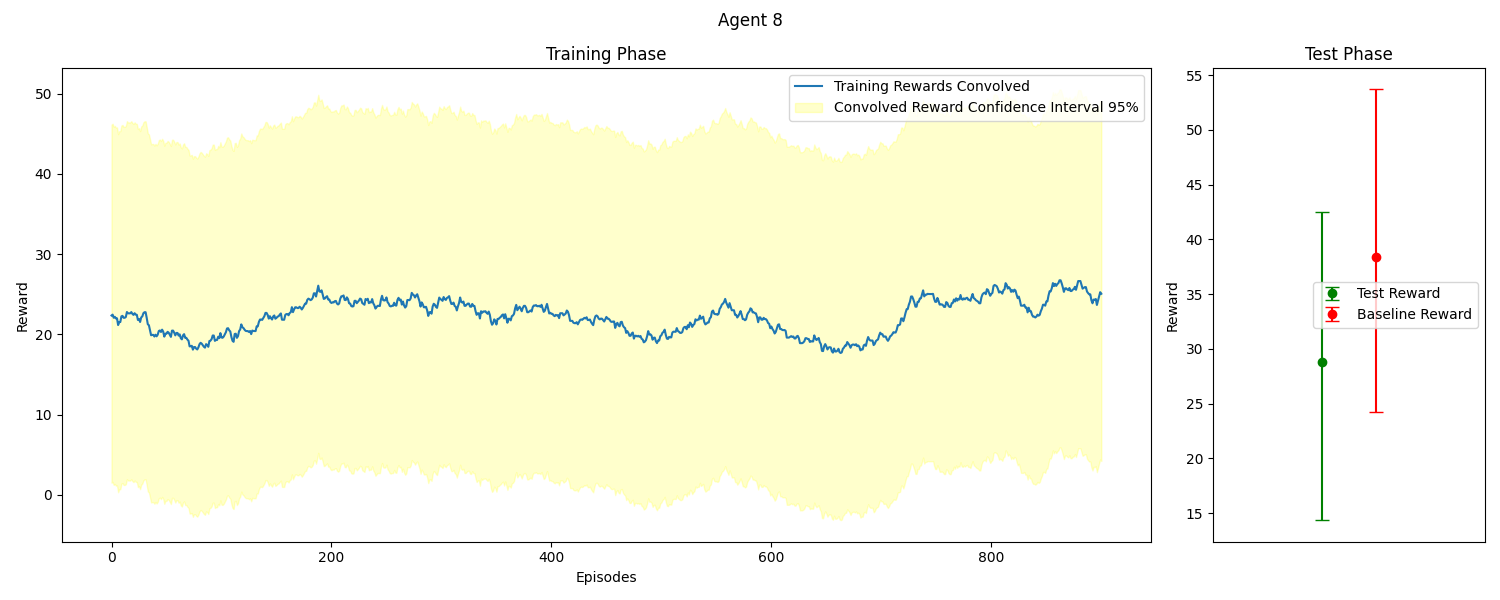 Agent 8
Training Phase
Training Rewards Convolved
Convolved Reward Confidence Interval 95%
50
40
30
20
10
0
Reward
0 200 400 600 800
Episodes
Test Phase
55
50
45
40
35
30
25
20
15
Reward
Test Reward
Baseline Reward